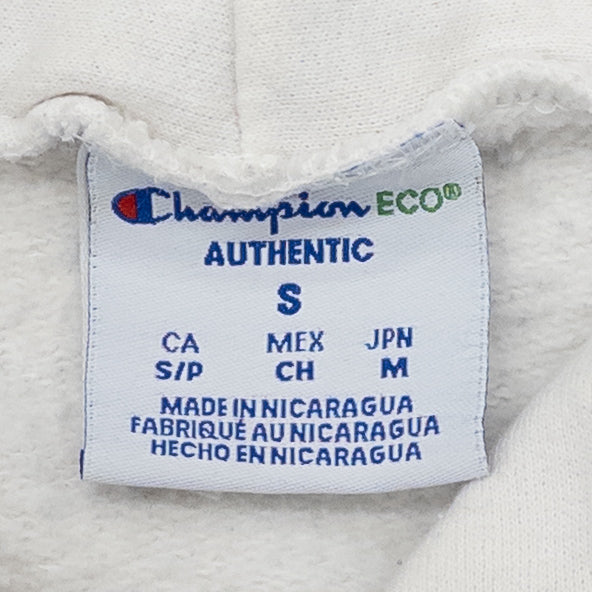 Champion ECO®
AUTHENTIC
S
CA MEX JPN
S/P CH M
MADE IN NICARAGUA
FABRIQUÉ AU NICARAGUA
HECHO EN NICARAGUA